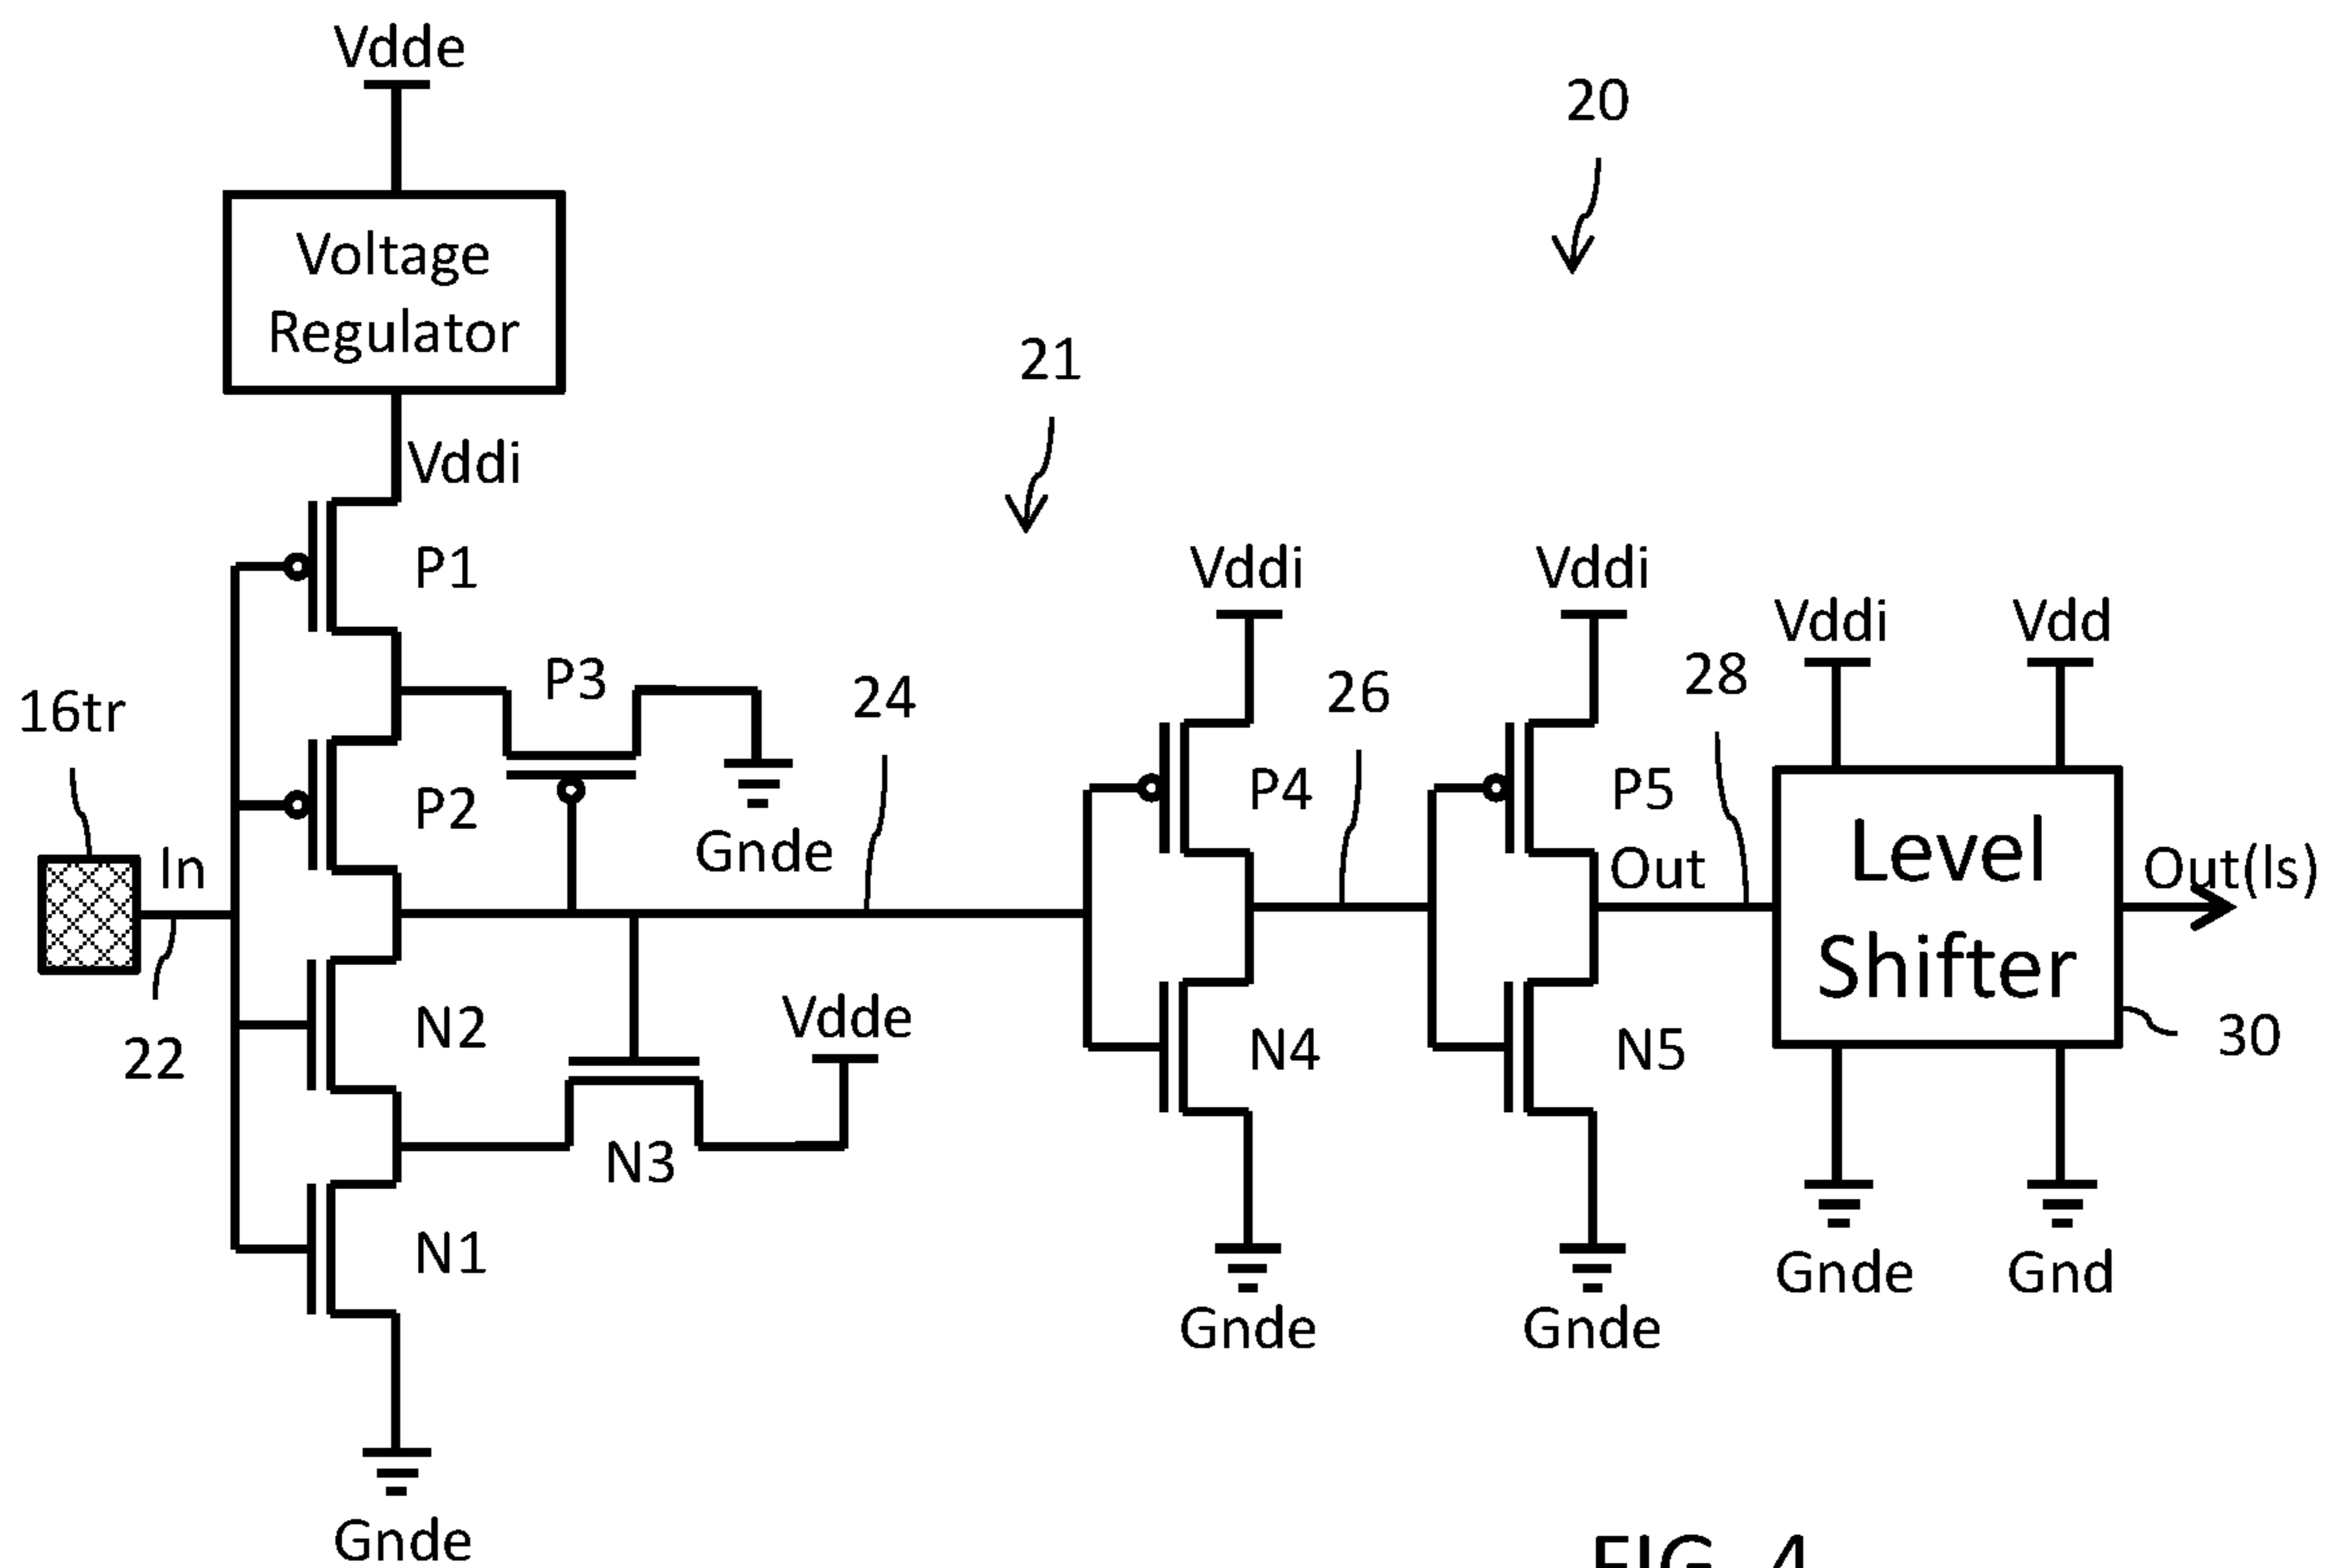 Vdde
20
Voltage
Regulator
21
Vddi
P1
Vddi
Vddi
Vddi
Vdd
P3
24
26
28
16tr
P2
P4
P5
Gnde
In
Out
Level
Shifter
Out(ls)
N2
Vdde
22
N4
N5
30
N3
N1
Gnde
Gnd
Gnde
Gnde
Gnde
FIG. 4